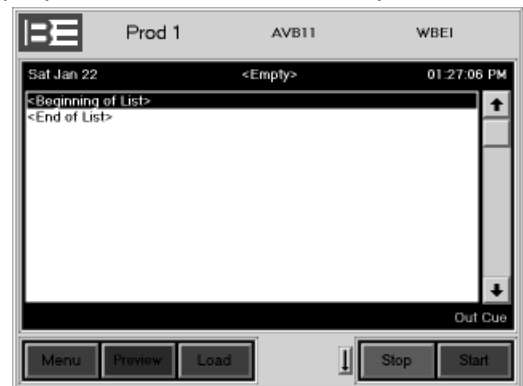 BE Prod 1 AVB11 WBEI
Sat Jan 22 <Empty> 01:27:06 PM
<Beginning of List>
<End of List>
Out Cue
Menu Preview Load Stop Start